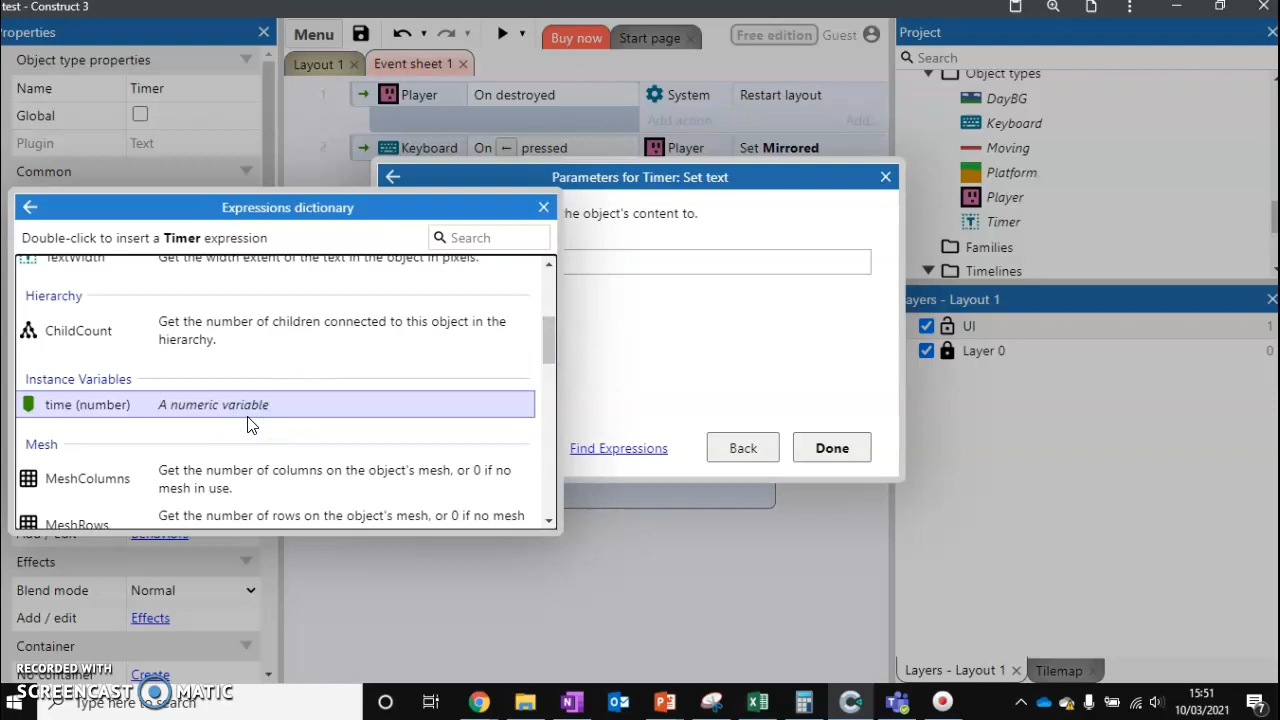 test - Construct 3
Properties
Object type properties
Name Timer
Global
Plugin Text
Common
Menu
Buy now
Start page
Free edition Guest
Layout 1
Event sheet 1
1 Player On destroyed System Restart layout
Add action Add...
2 Keyboard On ← pressed Player Set Mirrored
Parameters for Timer: Set text
he object's content to.
Find Expressions
Back
Done
Expressions dictionary
Double-click to insert a Timer expression
Search
TextWidth Get the width extent of the text in the object in pixels.
Hierarchy
ChildCount Get the number of children connected to this object in the
hierarchy.
Instance Variables
time (number) A numeric variable
Mesh
MeshColumns Get the number of columns on the object's mesh, or 0 if no
mesh in use.
MeshRows Get the number of rows on the object's mesh, or 0 if no mesh
Add / edit Behaviors
Effects
Blend mode Normal
Add / edit Effects
Container
No container Create
Project
Search
Object types
DayBG
Keyboard
Moving
Platform
Player
Timer
Families
Timelines
ayers - Layout 1
UI 1
Layer 0 0
Layers - Layout 1
Tilemap
RECORDED WITH
SCREENCAST MATIC
Type here to search
15:51
10/03/2021
7